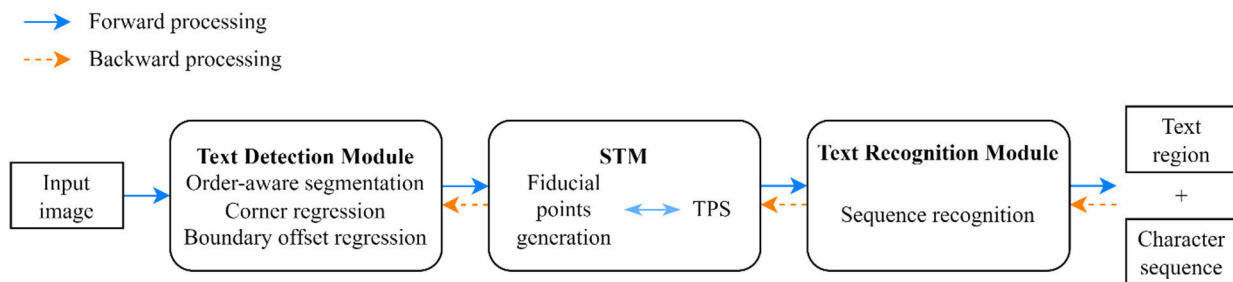 Forward processing
Backward processing
Input
image
Text Detection Module
Order-aware segmentation
Corner regression
Boundary offset regression
STM
Fiducial
points
generation
TPS
Text Recognition Module
Sequence recognition
Text
region
+
Character
sequence